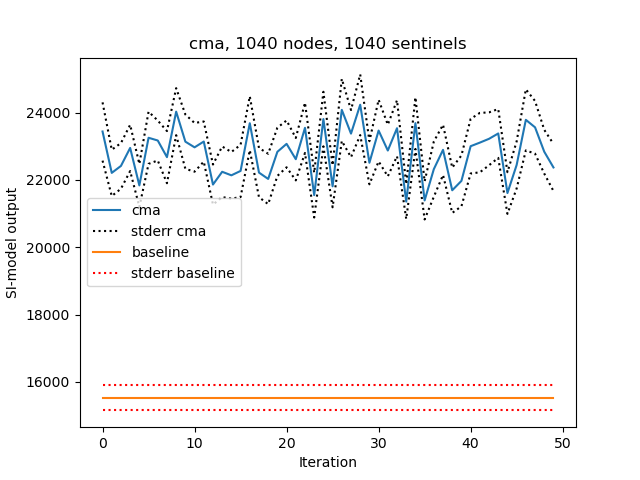 cma, 1040 nodes, 1040 sentinels
SI-model output
24000
22000
20000
18000
16000
cma
stderr cma
baseline
stderr baseline
0 10 20 30 40 50
Iteration